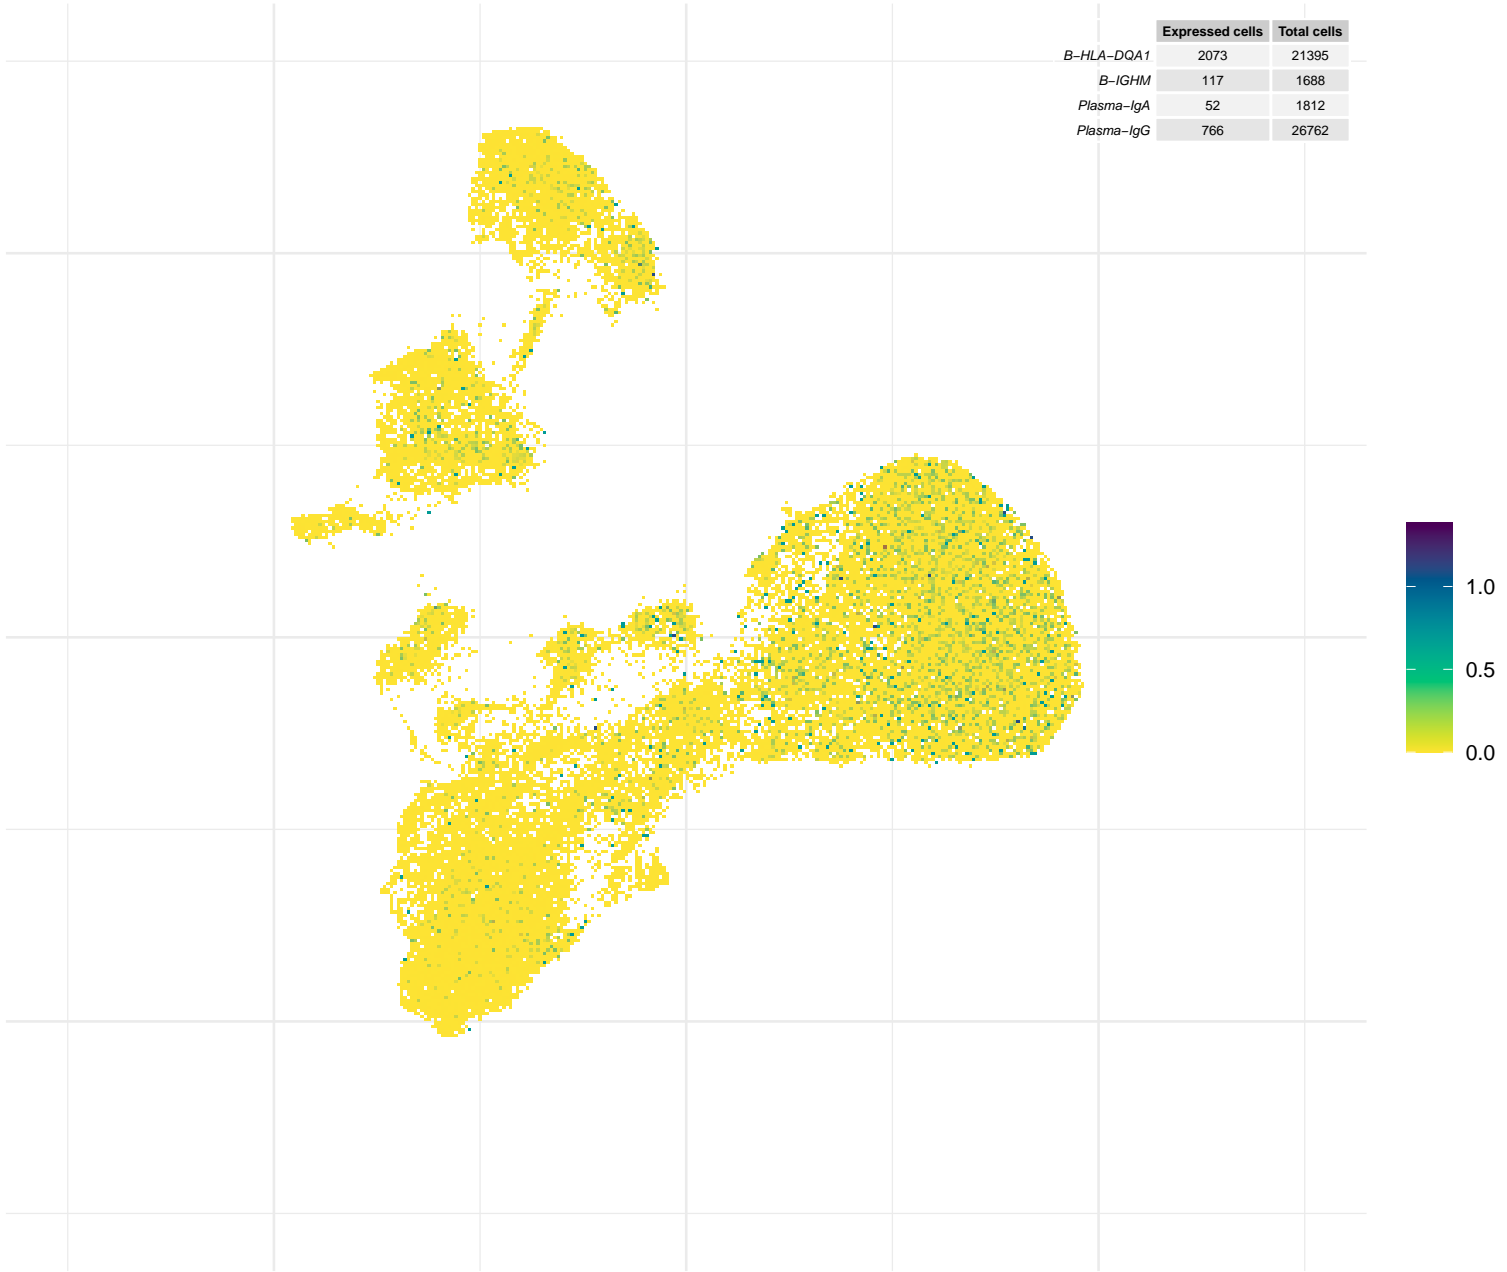 Expressed cells Total cells
B−HLA−DQA1 2073 21395
B−IGHM 117 1688
Plasma−IgA 52 1812
Plasma−IgG 766 26762
1.0
0.5
0.0